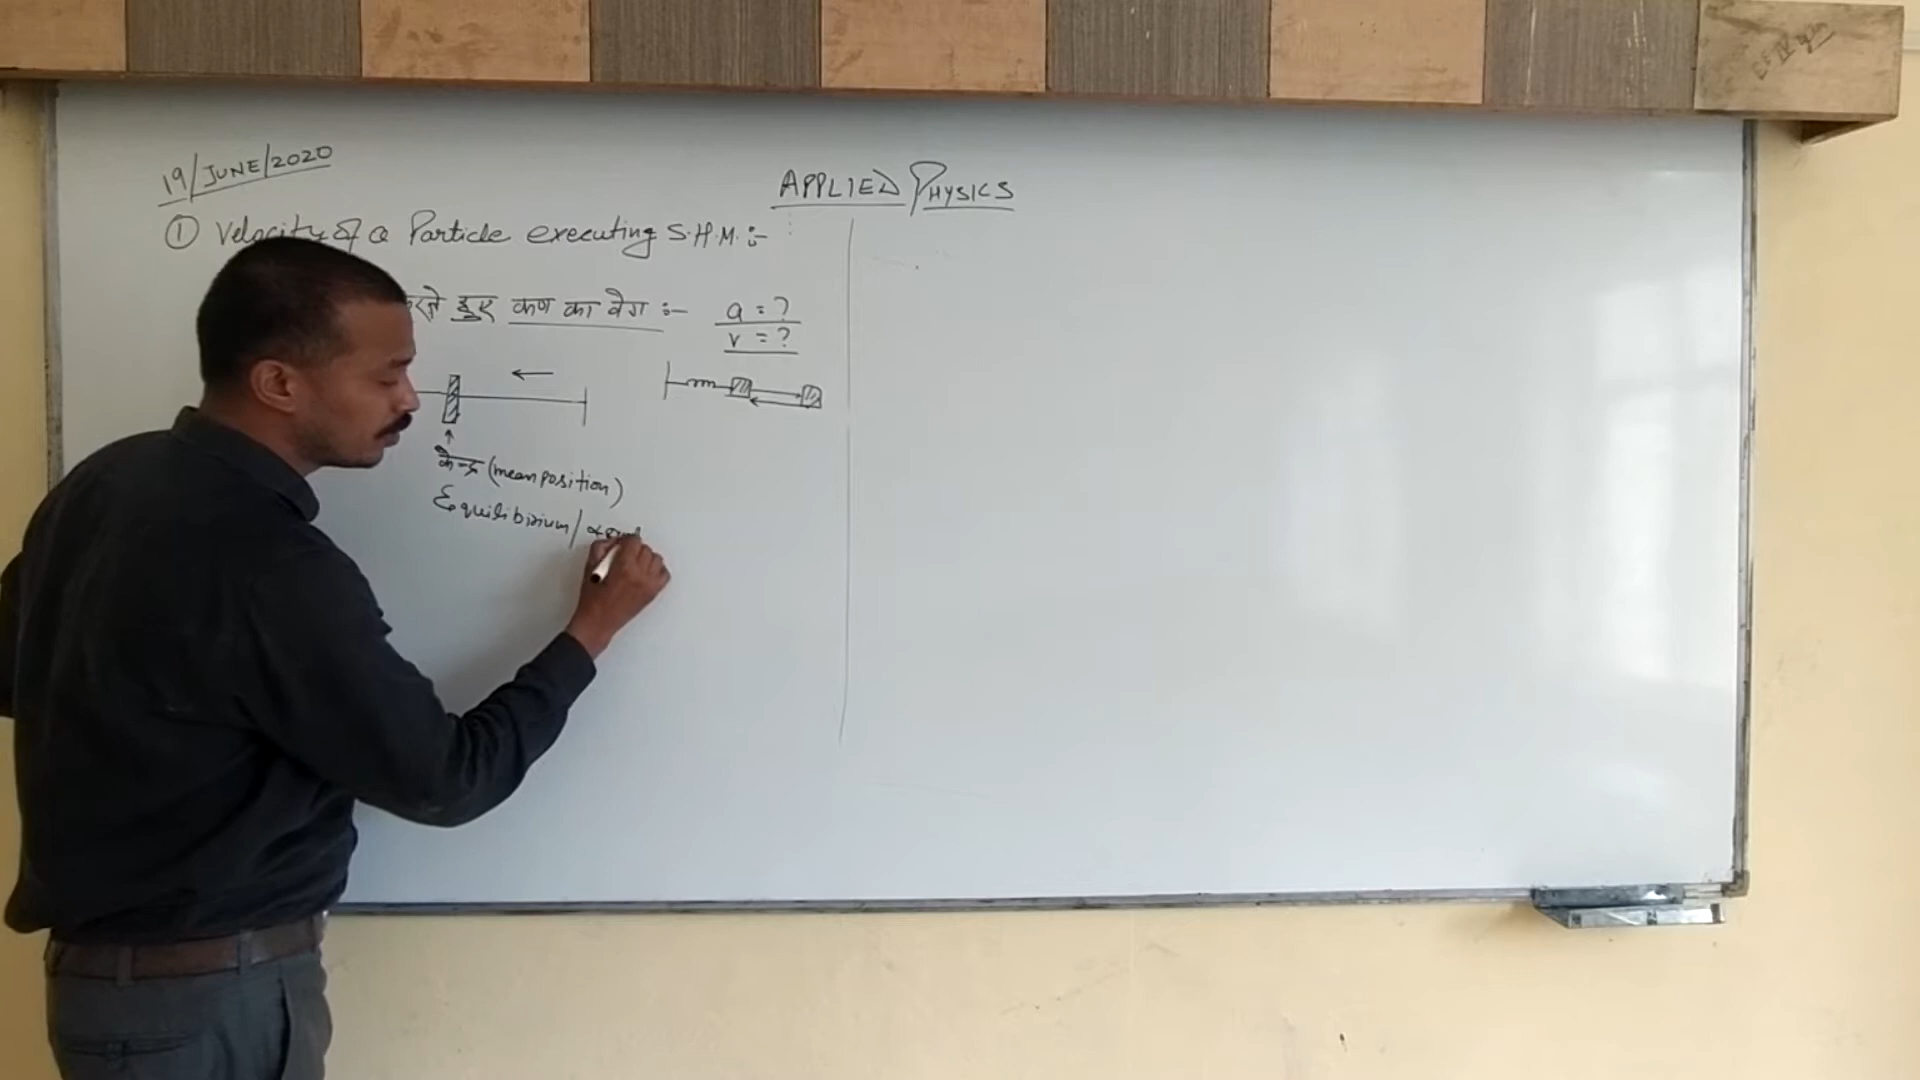 19/JUNE/2020
APPLIED PHYSICS
① Velocity of a Particle executing S.H.M. :-
करते हुए कण का वेग :-
a = ?
v = ?
(mean position)
Equilibrium/